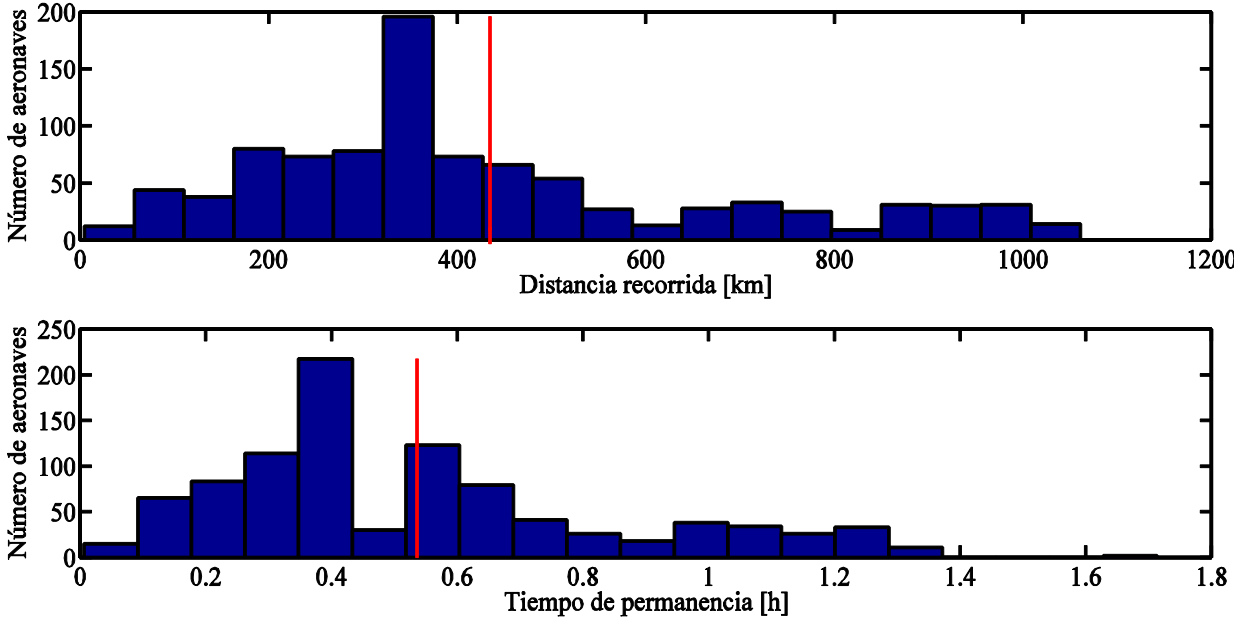 Número de aeronaves
200
150
100
50
0
0 200 400 600 800 1000 1200
Distancia recorrida [km]
Número de aeronaves
250
200
150
100
50
0
0 0.2 0.4 0.6 0.8 1 1.2 1.4 1.6 1.8
Tiempo de permanencia [h]